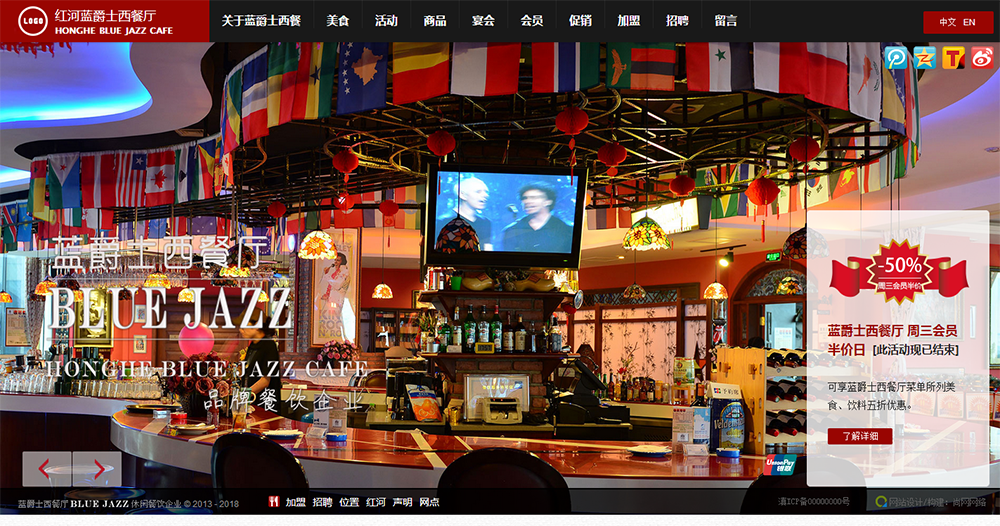 LOGO
红河蓝爵士西餐厅
HONGHE BLUE JAZZ CAFE
关于蓝爵士西餐 美食 活动 商品 宴会 会员 促销 加盟 招聘 留言
中文 EN
蓝爵士西餐厅
BLUE JAZZ
HONGHE BLUE JAZZ CAFE
品牌餐饮企业
-50%
周三会员半价
蓝爵士西餐厅 周三会员
半价日 [此活动现已结束]
可享蓝爵士西餐厅菜单所列美
食、饮料五折优惠。
了解详细
UnionPay
银联
蓝爵士西餐厅 BLUE JAZZ 休闲餐饮企业 © 2013 - 2018
加盟 招聘 位置 红河 声明 网点
滇ICP备00000000号
网站设计/构建：尚网网络